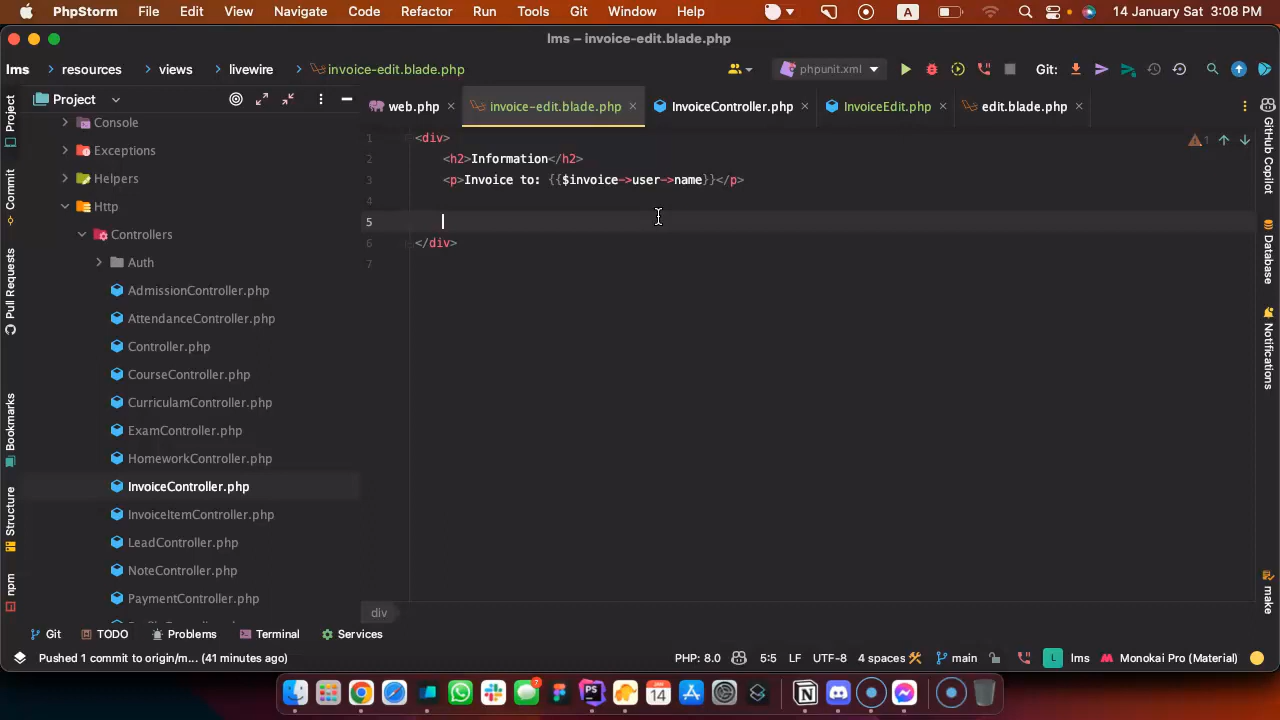 PhpStorm File Edit View Navigate Code Refactor Run Tools Git Window Help A 14 January Sat 3:08 PM
lms – invoice-edit.blade.php
lms resources views livewire invoice-edit.blade.php phpunit.xml Git:
Project web.php invoice-edit.blade.php InvoiceController.php InvoiceEdit.php edit.blade.php
Console
Exceptions
Helpers
Http
Controllers
Auth
AdmissionController.php
AttendanceController.php
Controller.php
CourseController.php
CurriculamController.php
ExamController.php
HomeworkController.php
InvoiceController.php
InvoiceItemController.php
LeadController.php
NoteController.php
PaymentController.php
1 <div>
2 <h2>Information</h2>
3 <p>Invoice to: {{$invoice->user->name}}</p>
4
5
6 </div>
7
1
div
Project
Commit
Pull Requests
Bookmarks
Structure
npm
GitHub Copilot
Database
Notifications
make
Git TODO Problems Terminal Services
Pushed 1 commit to origin/m... (41 minutes ago) PHP: 8.0 5:5 LF UTF-8 4 spaces main L lms Monokai Pro (Material)
7
PS
JAN
14